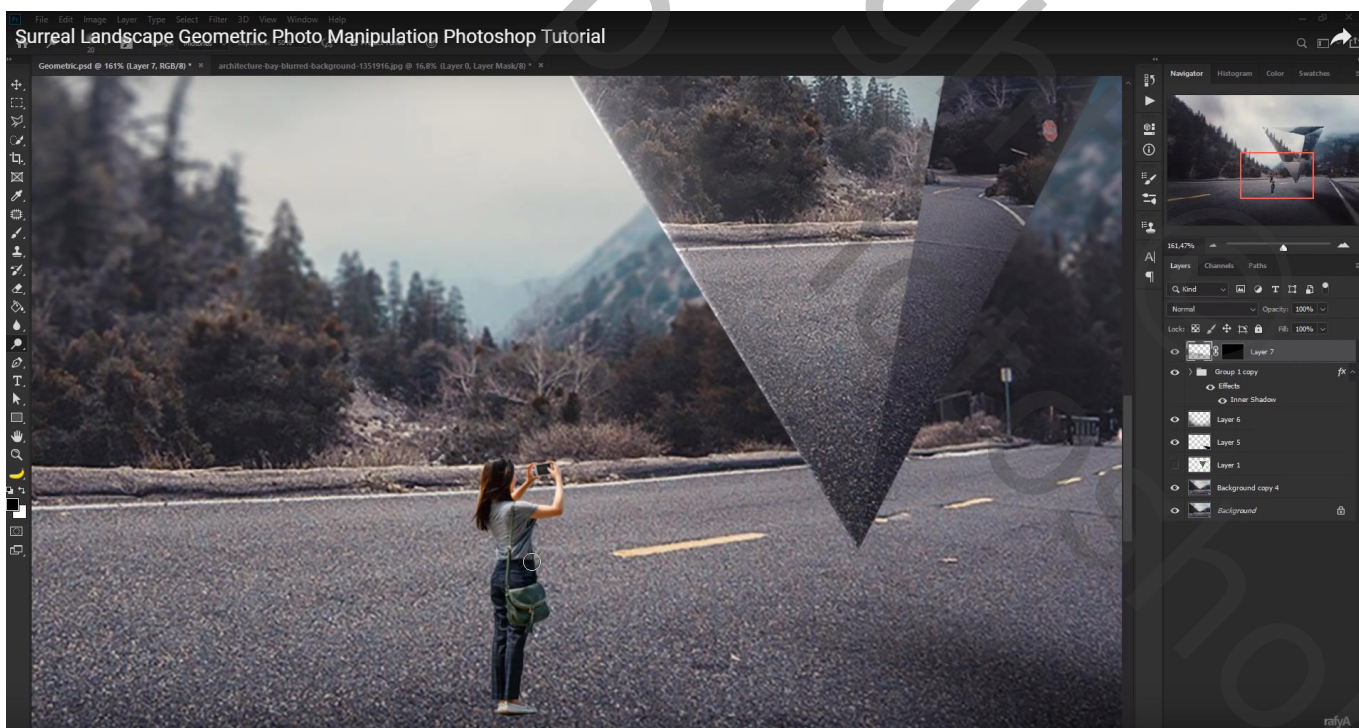 Ps File Edit Image Layer Type Select Filter 3D View Window Help
Surreal Landscape Geometric Photo Manipulation Photoshop Tutorial
20
Geometric.psd @ 161% (Layer 7, RGB/8) * × architecture-bay-blurred-background-1351916.jpg @ 16,8% (Layer 0, Layer Mask/8) * ×
Navigator Histogram Color Swatches
161,47%
Layers Channels Paths
Kind
Normal Opacity: 100%
Lock: Fill: 100%
Layer 7
Group 1 copy fx
Effects
Inner Shadow
Layer 6
Layer 5
Layer 1
Background copy 4
Background
rafyA